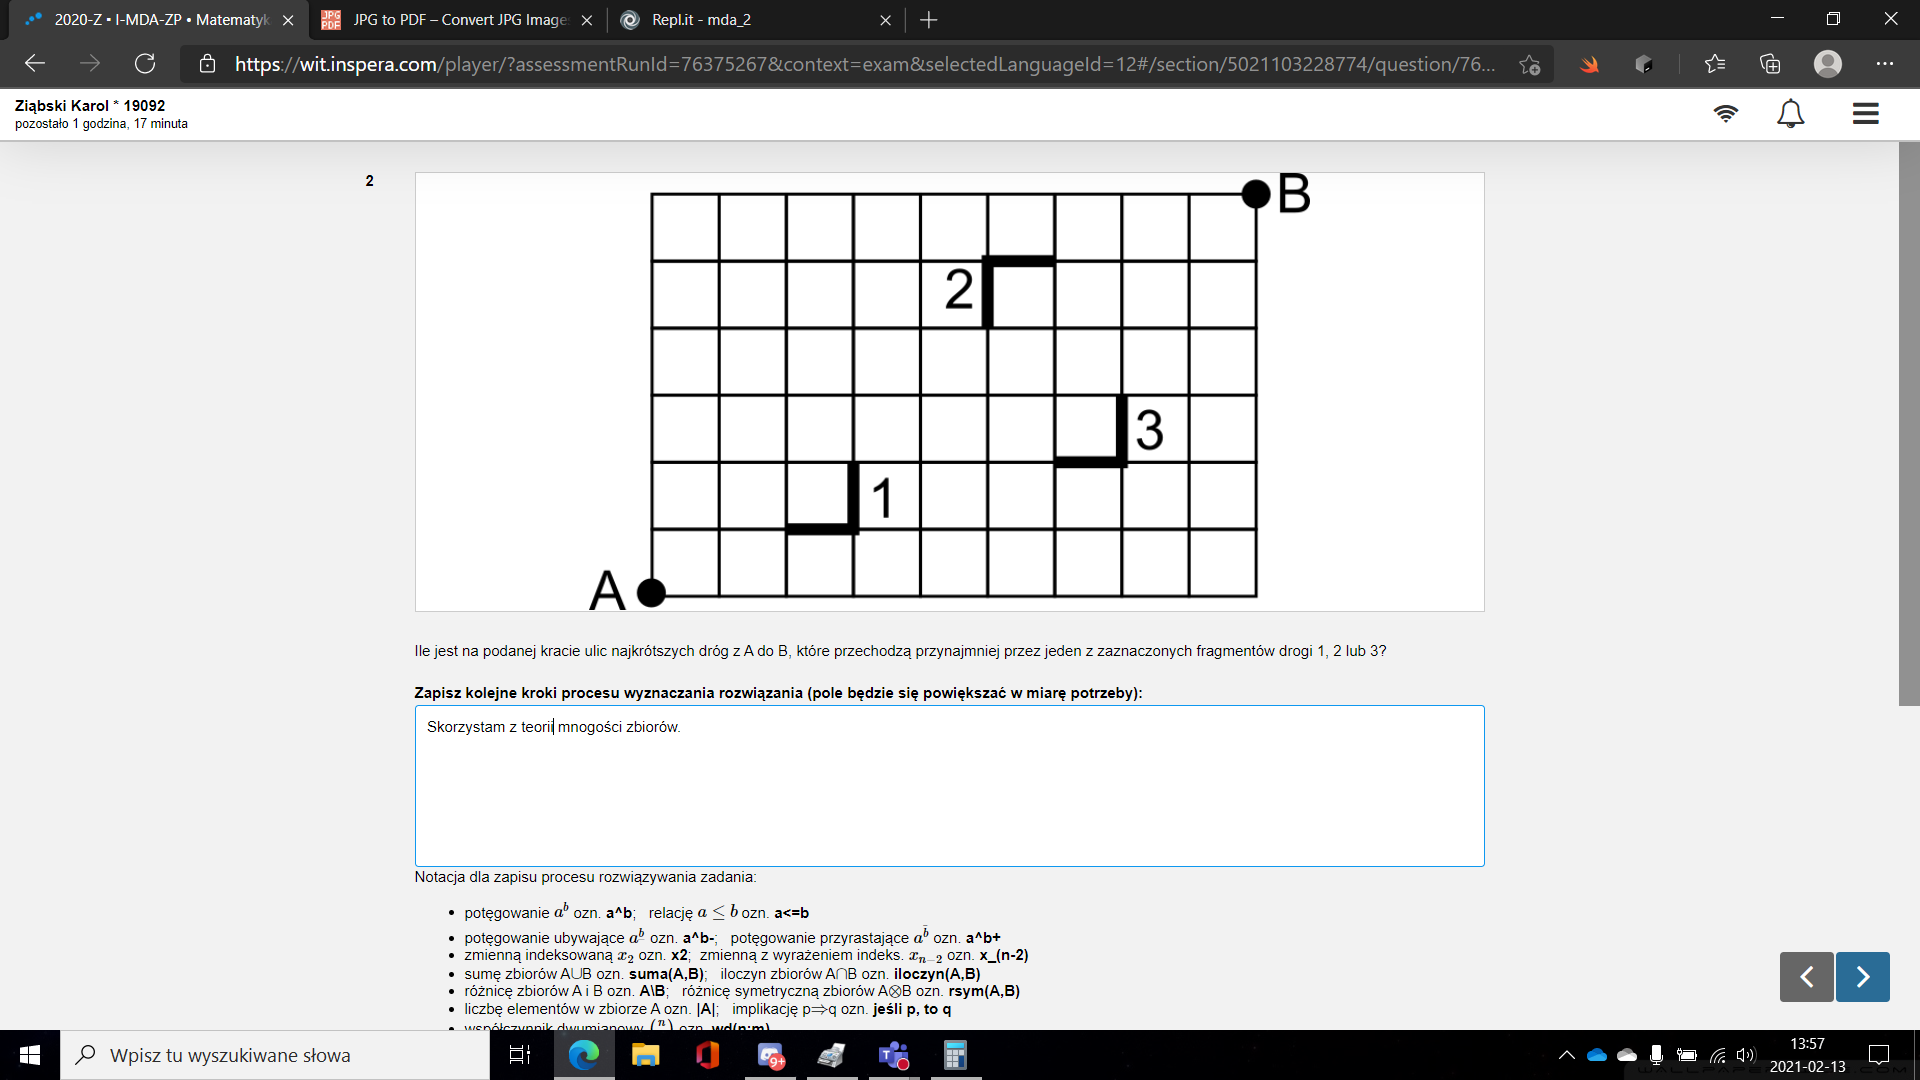 2020-Z • I-MDA-ZP • Matematyk
JPG to PDF – Convert JPG Image
Repl.it - mda_2
https://wit.inspera.com/player/?assessmentRunId=76375267&context=exam&selectedLanguageId=12#/section/5021103228774/question/76...
Ziąbski Karol * 19092
pozostało 1 godzina, 17 minuta
2
B
2
3
1
A
Ile jest na podanej kracie ulic najkrótszych dróg z A do B, które przechodzą przynajmniej przez jeden z zaznaczonych fragmentów drogi 1, 2 lub 3?
Zapisz kolejne kroki procesu wyznaczania rozwiązania (pole będzie się powiększać w miarę potrzeby):
Skorzystam z teorii mnogości zbiorów.
Notacja dla zapisu procesu rozwiązywania zadania:
• potęgowanie a^b ozn. a^b; relację a ≤ b ozn. a<=b
• potęgowanie ubywające a^b ozn. a^b-; potęgowanie przyrastające a^b ozn. a^b+
• zmienną indeksowaną x₂ ozn. x2; zmienną z wyrażeniem indeks. xₙ₋₂ ozn. x_(n-2)
• sumę zbiorów A∪B ozn. suma(A,B); iloczyn zbiorów A∩B ozn. iloczyn(A,B)
• różnicę zbiorów A i B ozn. A\B; różnicę symetryczną zbiorów A⊗B ozn. rsym(A,B)
• liczbę elementów w zbiorze A ozn. |A|; implikację p⇒q ozn. jeśli p, to q
• współczynnik dwumianowy (n ozn. wd(n;m)
Wpisz tu wyszukiwane słowa
9+
13:57
2021-02-13